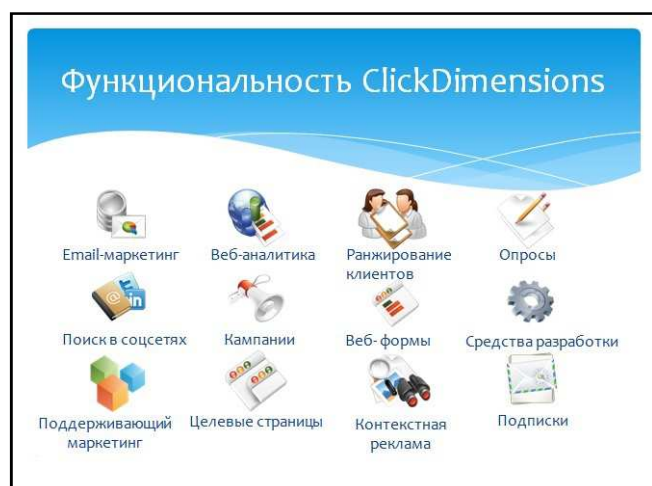 Функциональность ClickDimensions
Email-маркетинг
Веб-аналитика
Ранжирование
клиентов
Опросы
Поиск в соцсетях
Кампании
Веб-формы
Средства разработки
Поддерживающий
маркетинг
Целевые страницы
Контекстная
реклама
Подписки